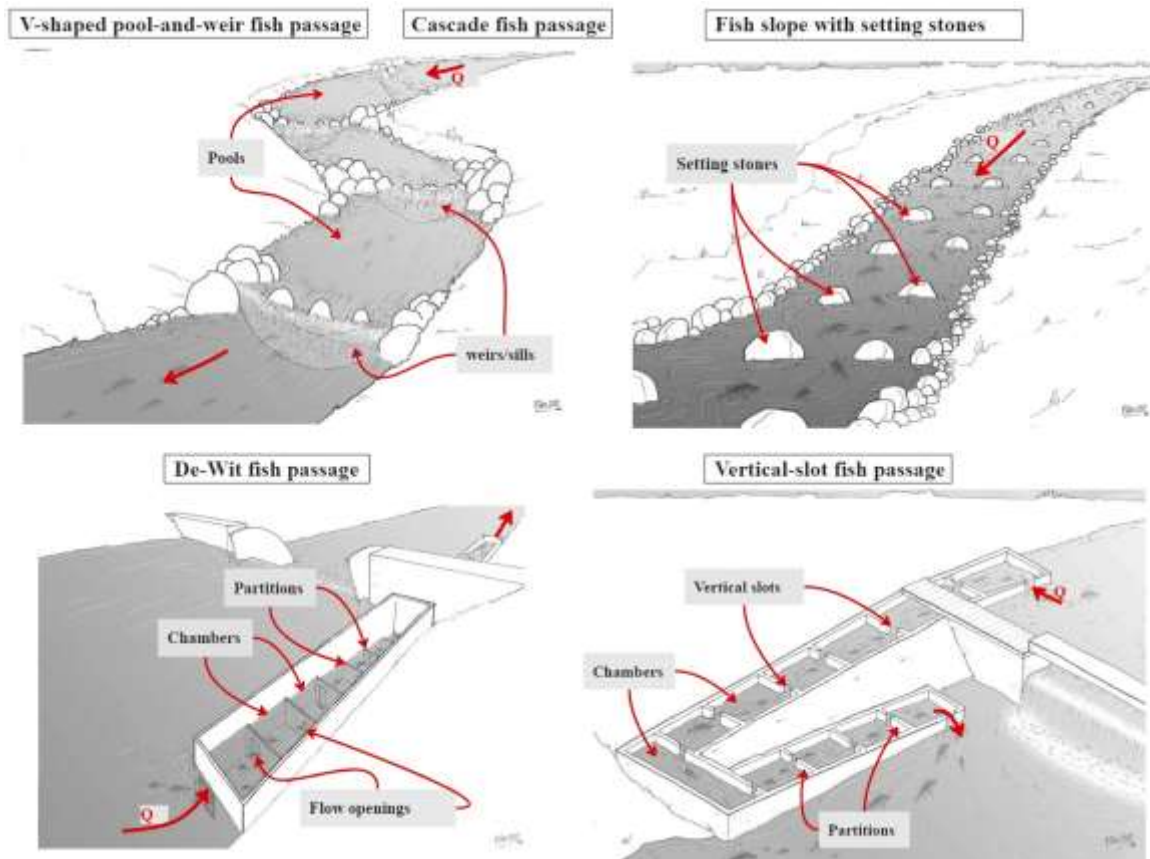 V-shaped pool-and-weir fish passage
Cascade fish passage
Fish slope with setting stones
Q
Pools
weirs/sills
Q
Setting stones
De-Wit fish passage
Vertical-slot fish passage
Partitions
Chambers
Flow openings
Q
Vertical slots
Q
Chambers
Partitions